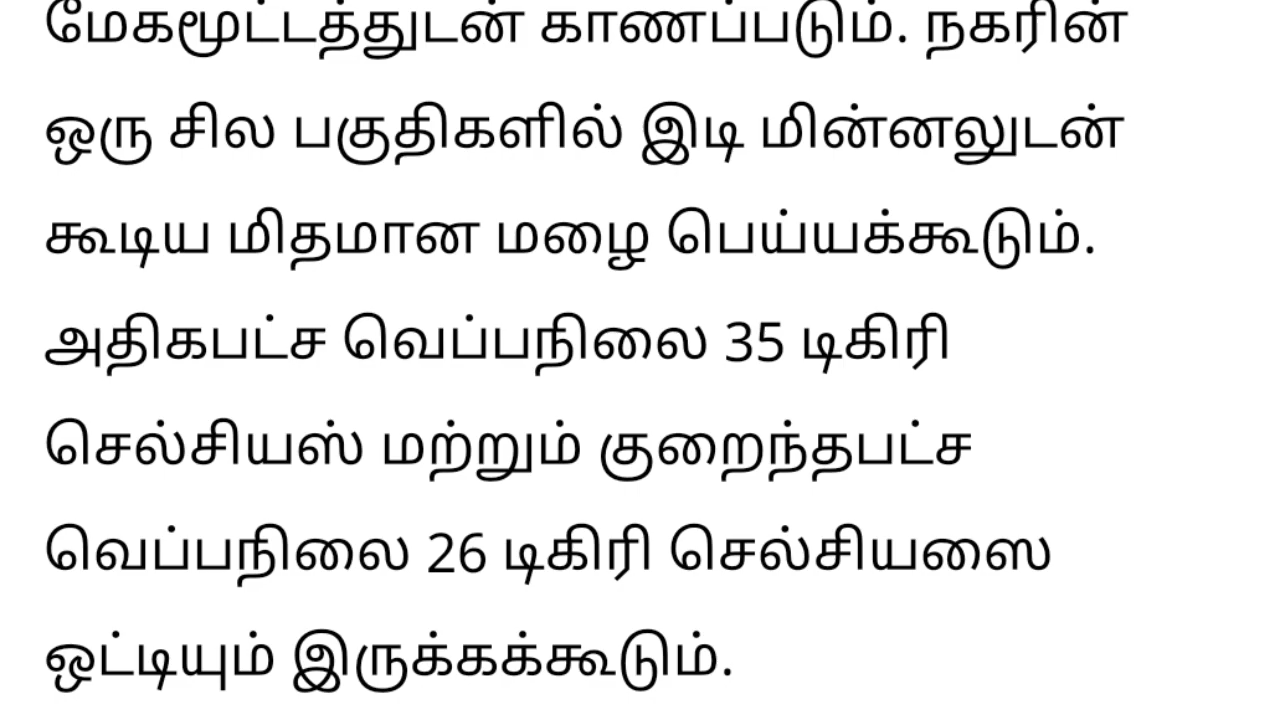 மேகமூட்டத்துடன் காணப்படும். நகரின்
ஒரு சில பகுதிகளில் இடி மின்னலுடன்
கூடிய மிதமான மழை பெய்யக்கூடும்.
அதிகபட்ச வெப்பநிலை 35 டிகிரி
செல்சியஸ் மற்றும் குறைந்தபட்ச
வெப்பநிலை 26 டிகிரி செல்சியஸை
ஒட்டியும் இருக்கக்கூடும்.